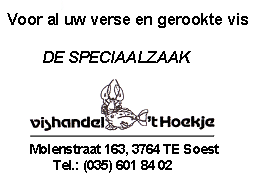 Voor al uw verse en gerookte vis
DE SPECIAALZAAK
vishandel 't Hoekje
Molenstraat 163, 3764 TE Soest
Tel.: (035) 601 84 02